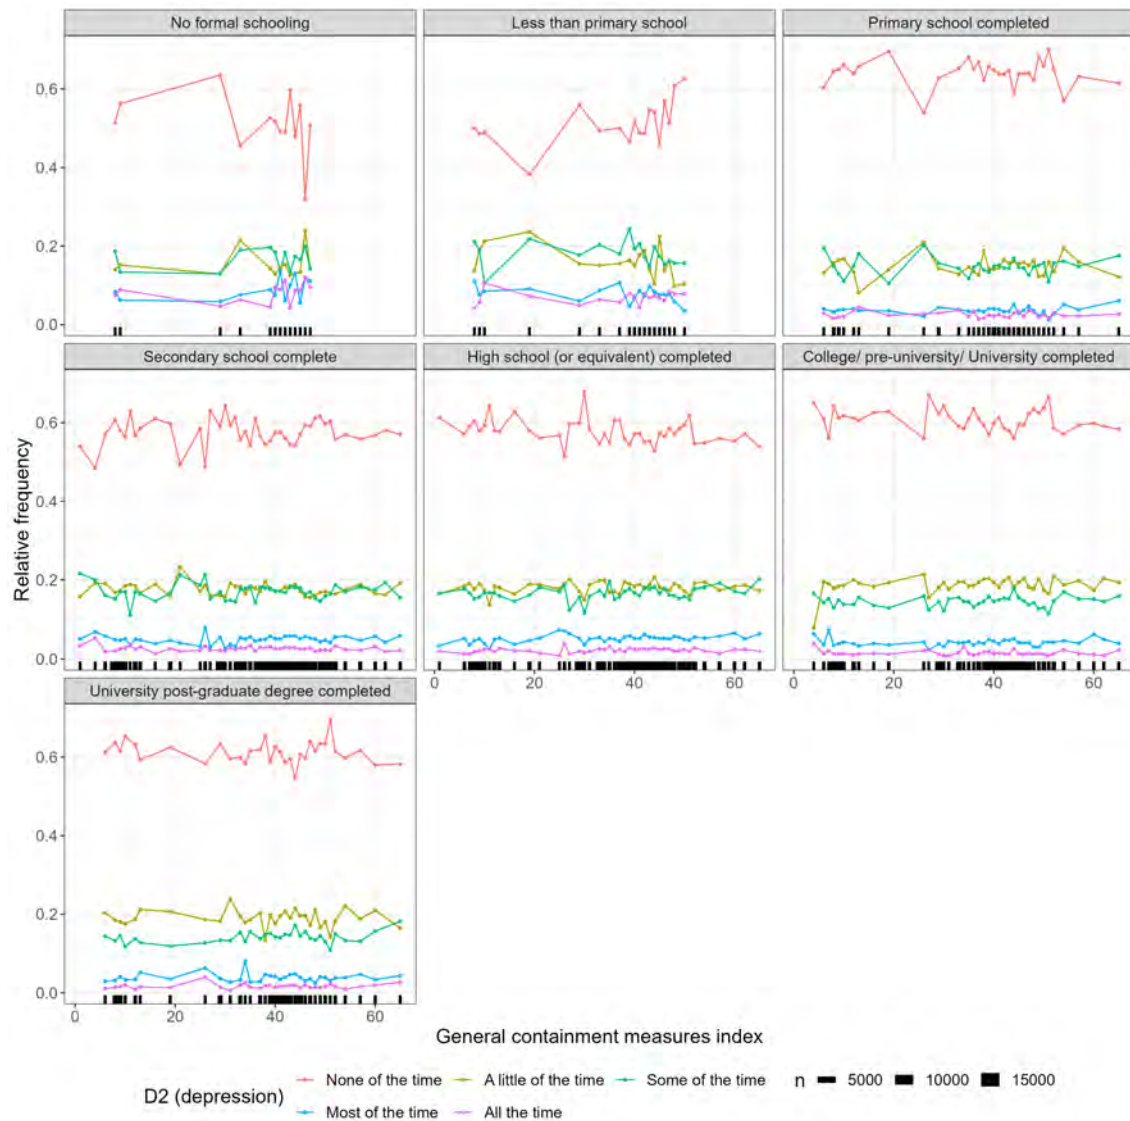 No formal schooling
Less than primary school
Primary school completed
0.6
0.4
0.2
0.0
Secondary school complete
High school (or equivalent) completed
College/ pre-university/ University completed
0.6
0.4
0.2
0.0
Relative frequency
0 20 40 60
0 20 40 60
University post-graduate degree completed
0.6
0.4
0.2
0.0
0 20 40 60
General containment measures index
D2 (depression)
None of the time
A little of the time
Some of the time
Most of the time
All the time
n 5000 10000 15000